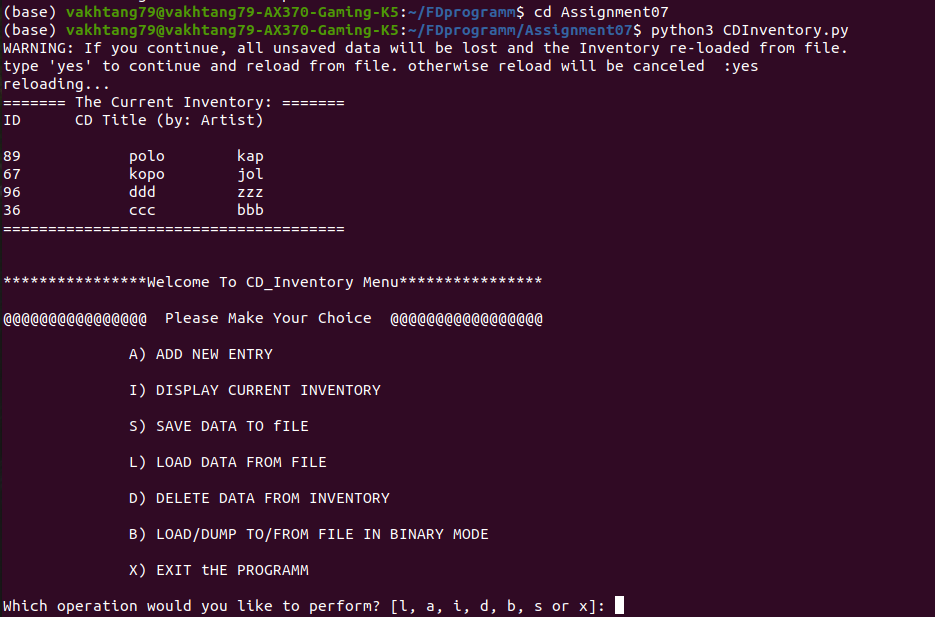 (base) vakhtang79@vakhtang79-AX370-Gaming-K5:~/FDprogramm$ cd Assignment07
(base) vakhtang79@vakhtang79-AX370-Gaming-K5:~/FDprogramm/Assignment07$ python3 CDInventory.py
WARNING: If you continue, all unsaved data will be lost and the Inventory re-loaded from file.
type 'yes' to continue and reload from file. otherwise reload will be canceled  :yes
reloading...
======= The Current Inventory: =======
ID      CD Title (by: Artist)
89            polo        kap
67            kopo        jol
96            ddd         zzz
36            ccc         bbb
======================================
****************Welcome To CD_Inventory Menu****************
@@@@@@@@@@@@@@@@  Please Make Your Choice  @@@@@@@@@@@@@@@@@
A) ADD NEW ENTRY
I) DISPLAY CURRENT INVENTORY
S) SAVE DATA TO fILE
L) LOAD DATA FROM FILE
D) DELETE DATA FROM INVENTORY
B) LOAD/DUMP TO/FROM FILE IN BINARY MODE
X) EXIT tHE PROGRAMM
Which operation would you like to perform? [l, a, i, d, b, s or x]: